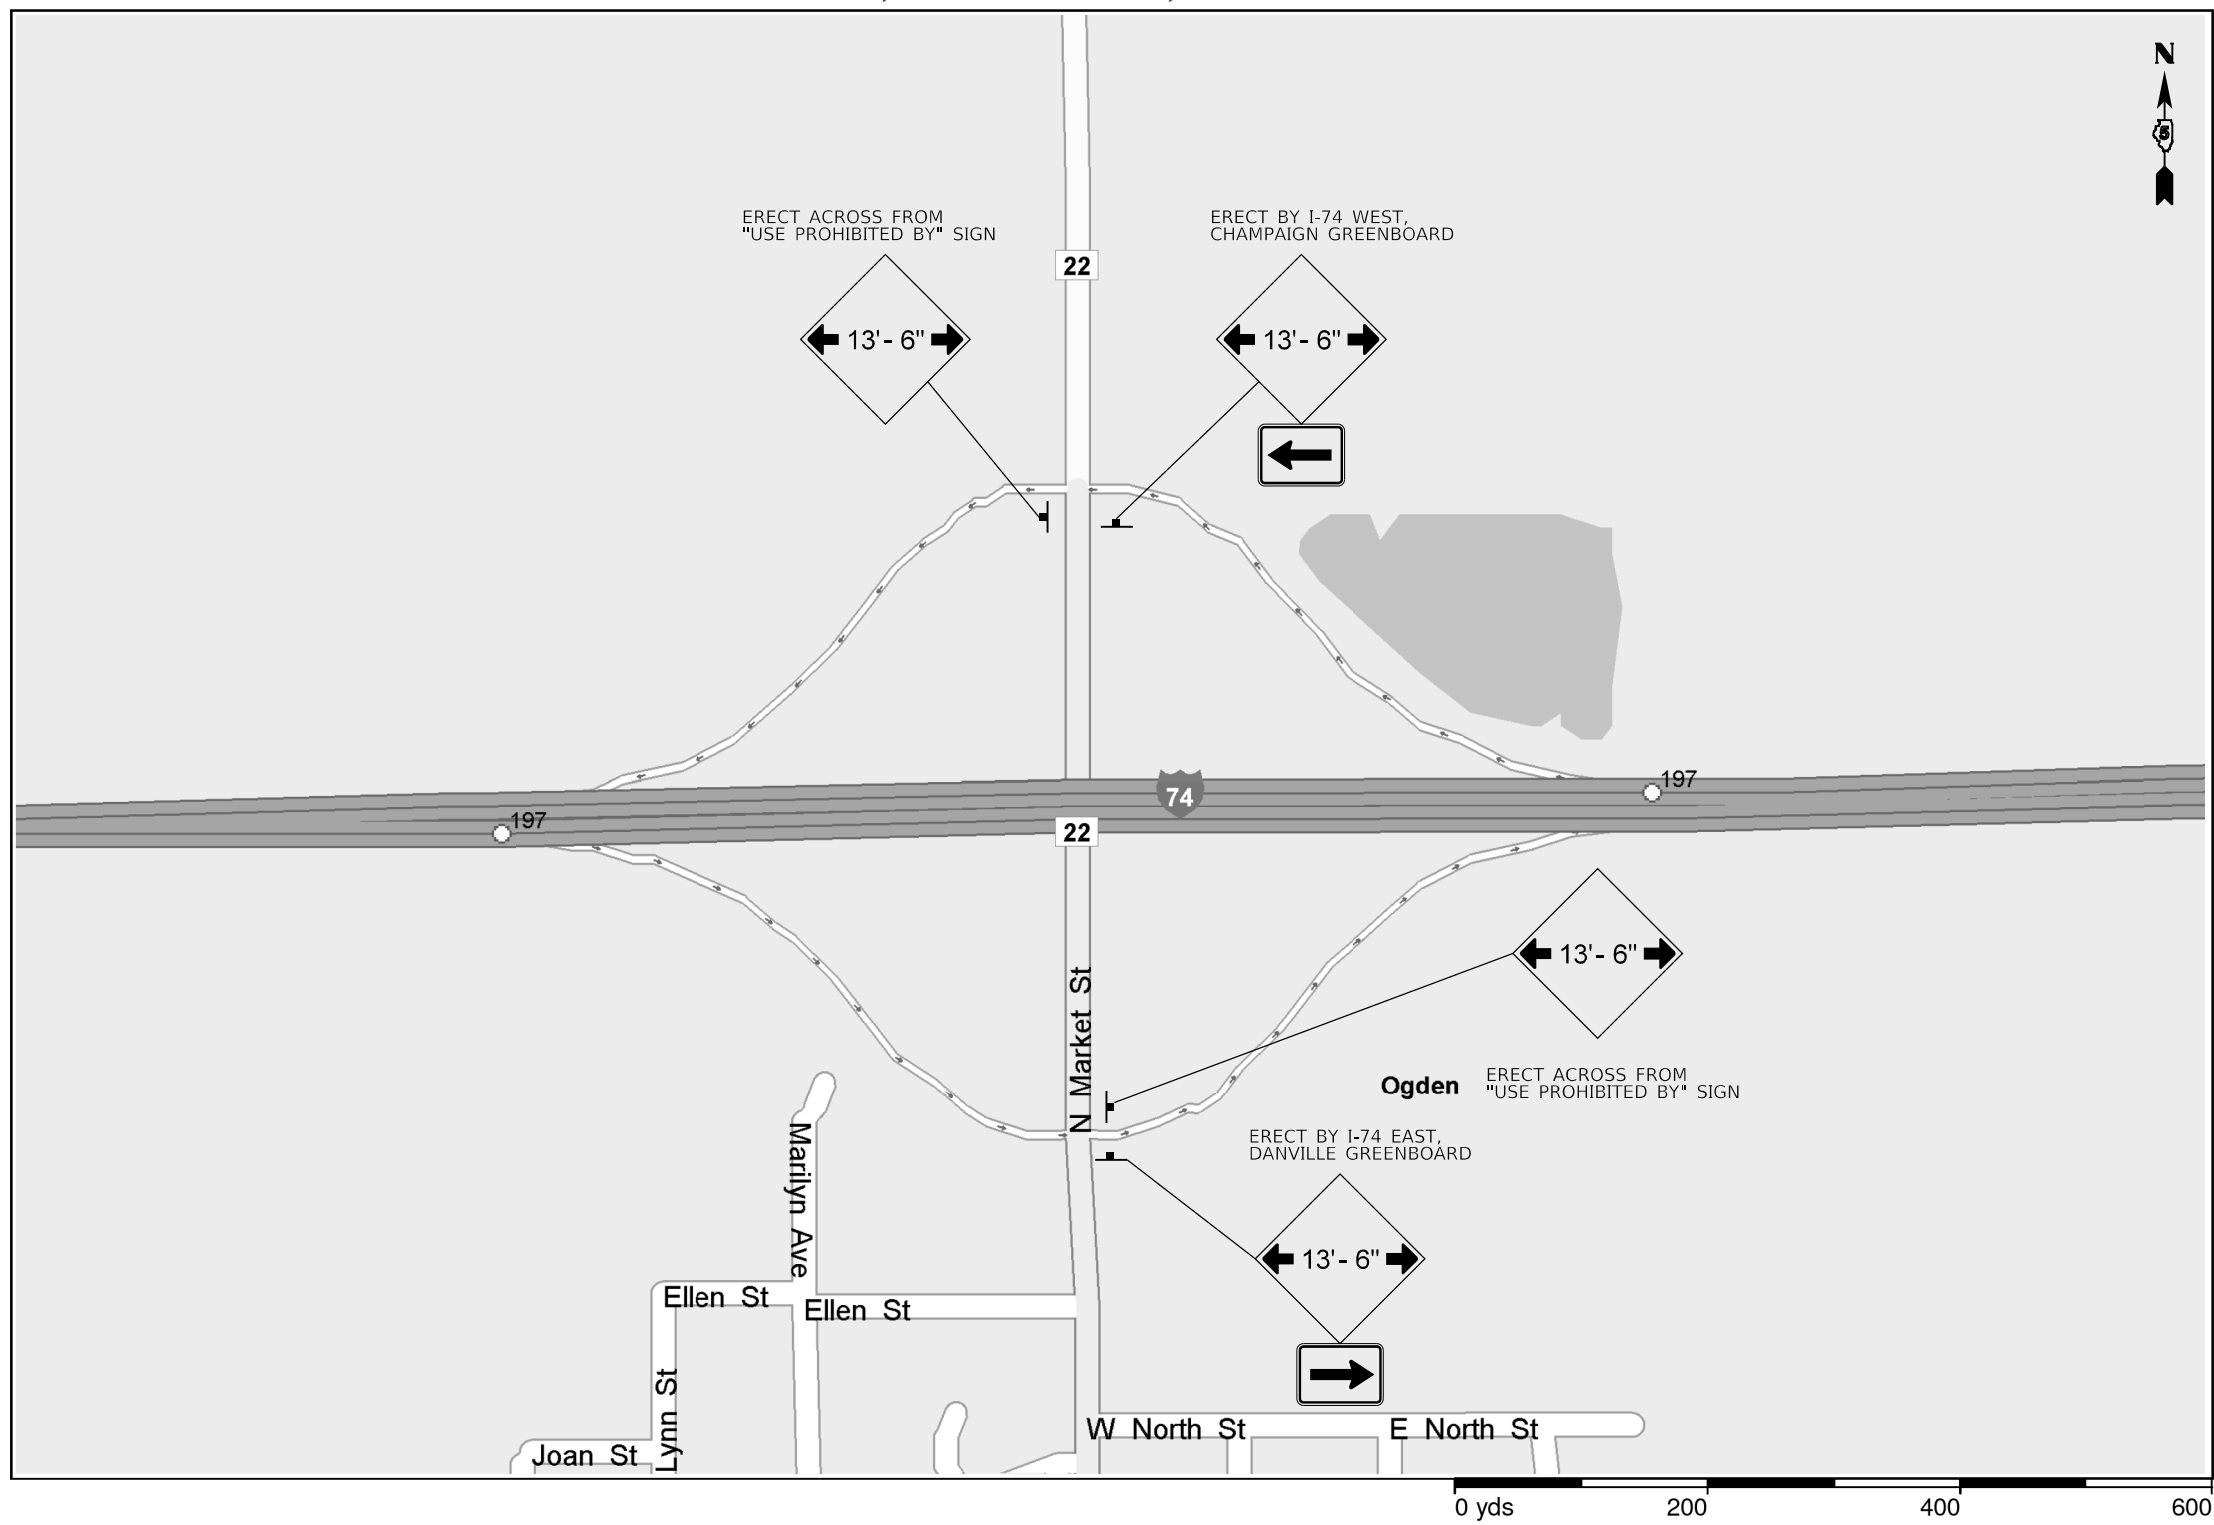 N
5
ERECT ACROSS FROM
"USE PROHIBITED BY" SIGN
ERECT BY I-74 WEST,
CHAMPAIGN GREENBOARD
22
13'- 6"
13'- 6"
197
74
197
22
13'- 6"
N Market St
Ogden
ERECT ACROSS FROM
"USE PROHIBITED BY" SIGN
ERECT BY I-74 EAST,
DANVILLE GREENBOARD
Marilyn Ave
13'- 6"
Ellen St
Ellen St
Lynn St
W North St
E North St
Joan St
0 yds
200
400
600